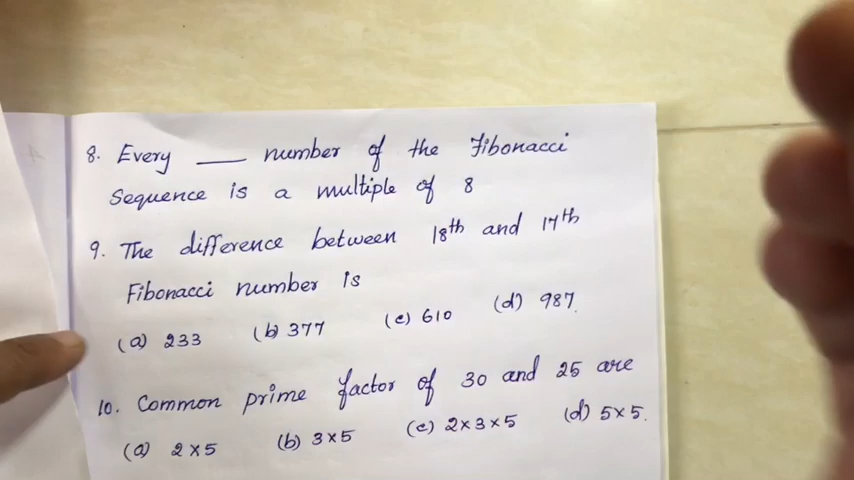 8. Every ___ number of the Fibonacci
Sequence is a multiple of 8
9. The difference between 18th and 17th
Fibonacci number is
(a) 233 (b) 377 (c) 610 (d) 987.
10. Common prime factor of 30 and 25 are
(a) 2×5 (b) 3×5 (c) 2×3×5 (d) 5×5.